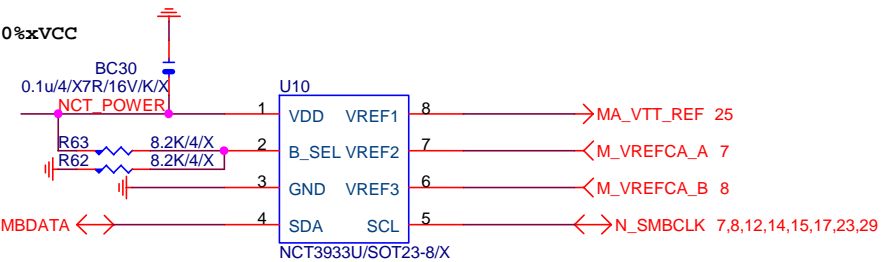 0%xVCC
BC30
0.1u/4/X7R/16V/K/X
NCT_POWER
U10
1 VDD VREF1 8 MA_VTT_REF 25
R63 8.2K/4/X
2 B_SEL VREF2 7 M_VREFCA_A 7
R62 8.2K/4/X
3 GND VREF3 6 M_VREFCA_B 8
MBDATA 4 SDA SCL 5 N_SMBCLK 7,8,12,14,15,17,23,29
NCT3933U/SOT23-8/X